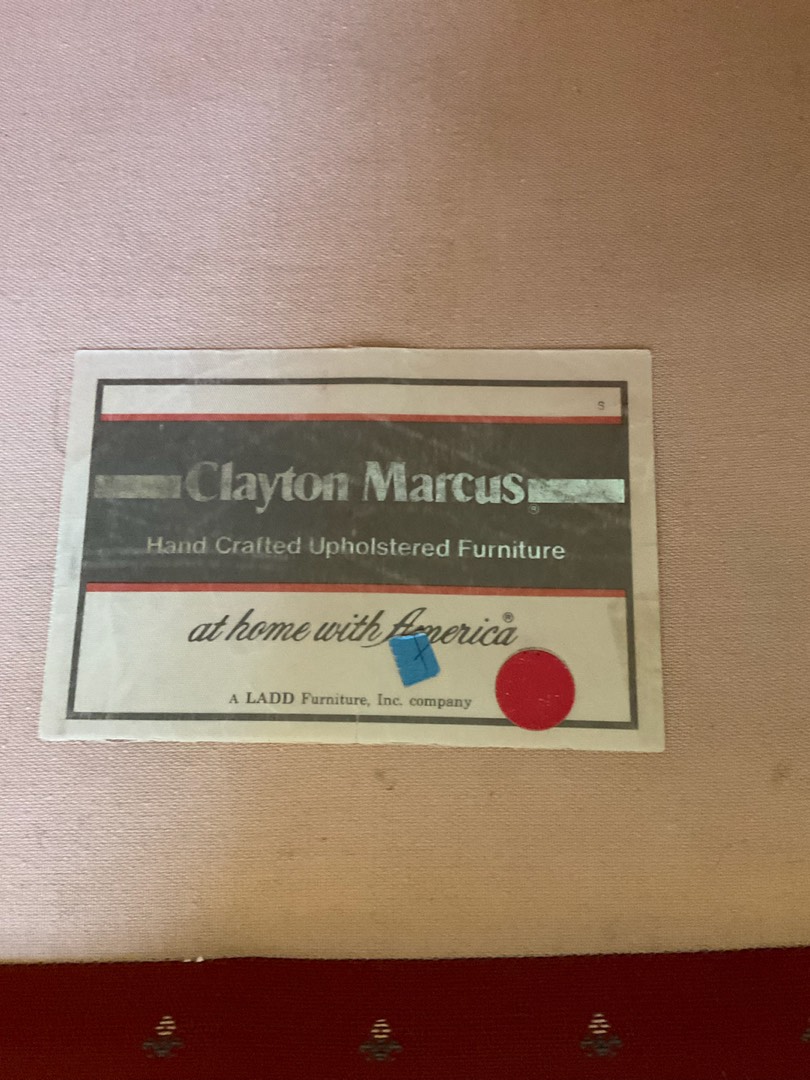 S
Clayton Marcus®
Hand Crafted Upholstered Furniture
at home with America®
A LADD Furniture, Inc. company